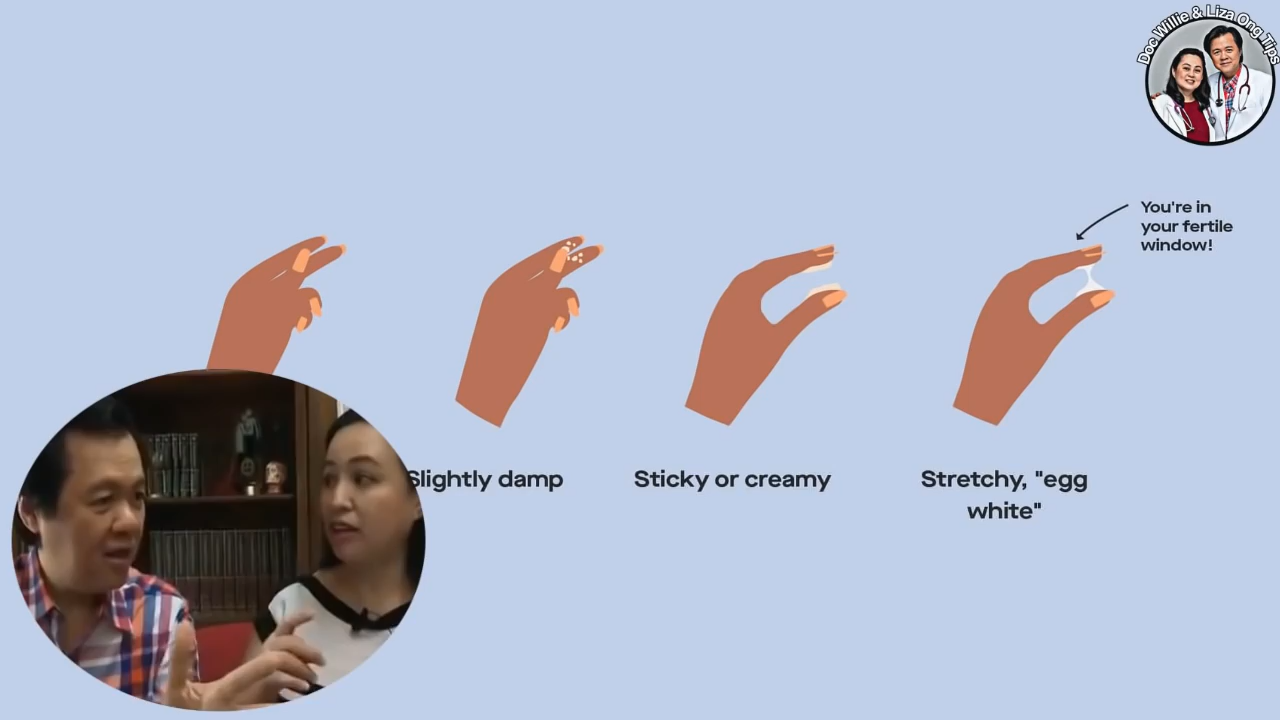 Doc Willie & Liza Ong Tips
You're in
your fertile
window!
Slightly damp
Sticky or creamy
Stretchy, "egg
white"